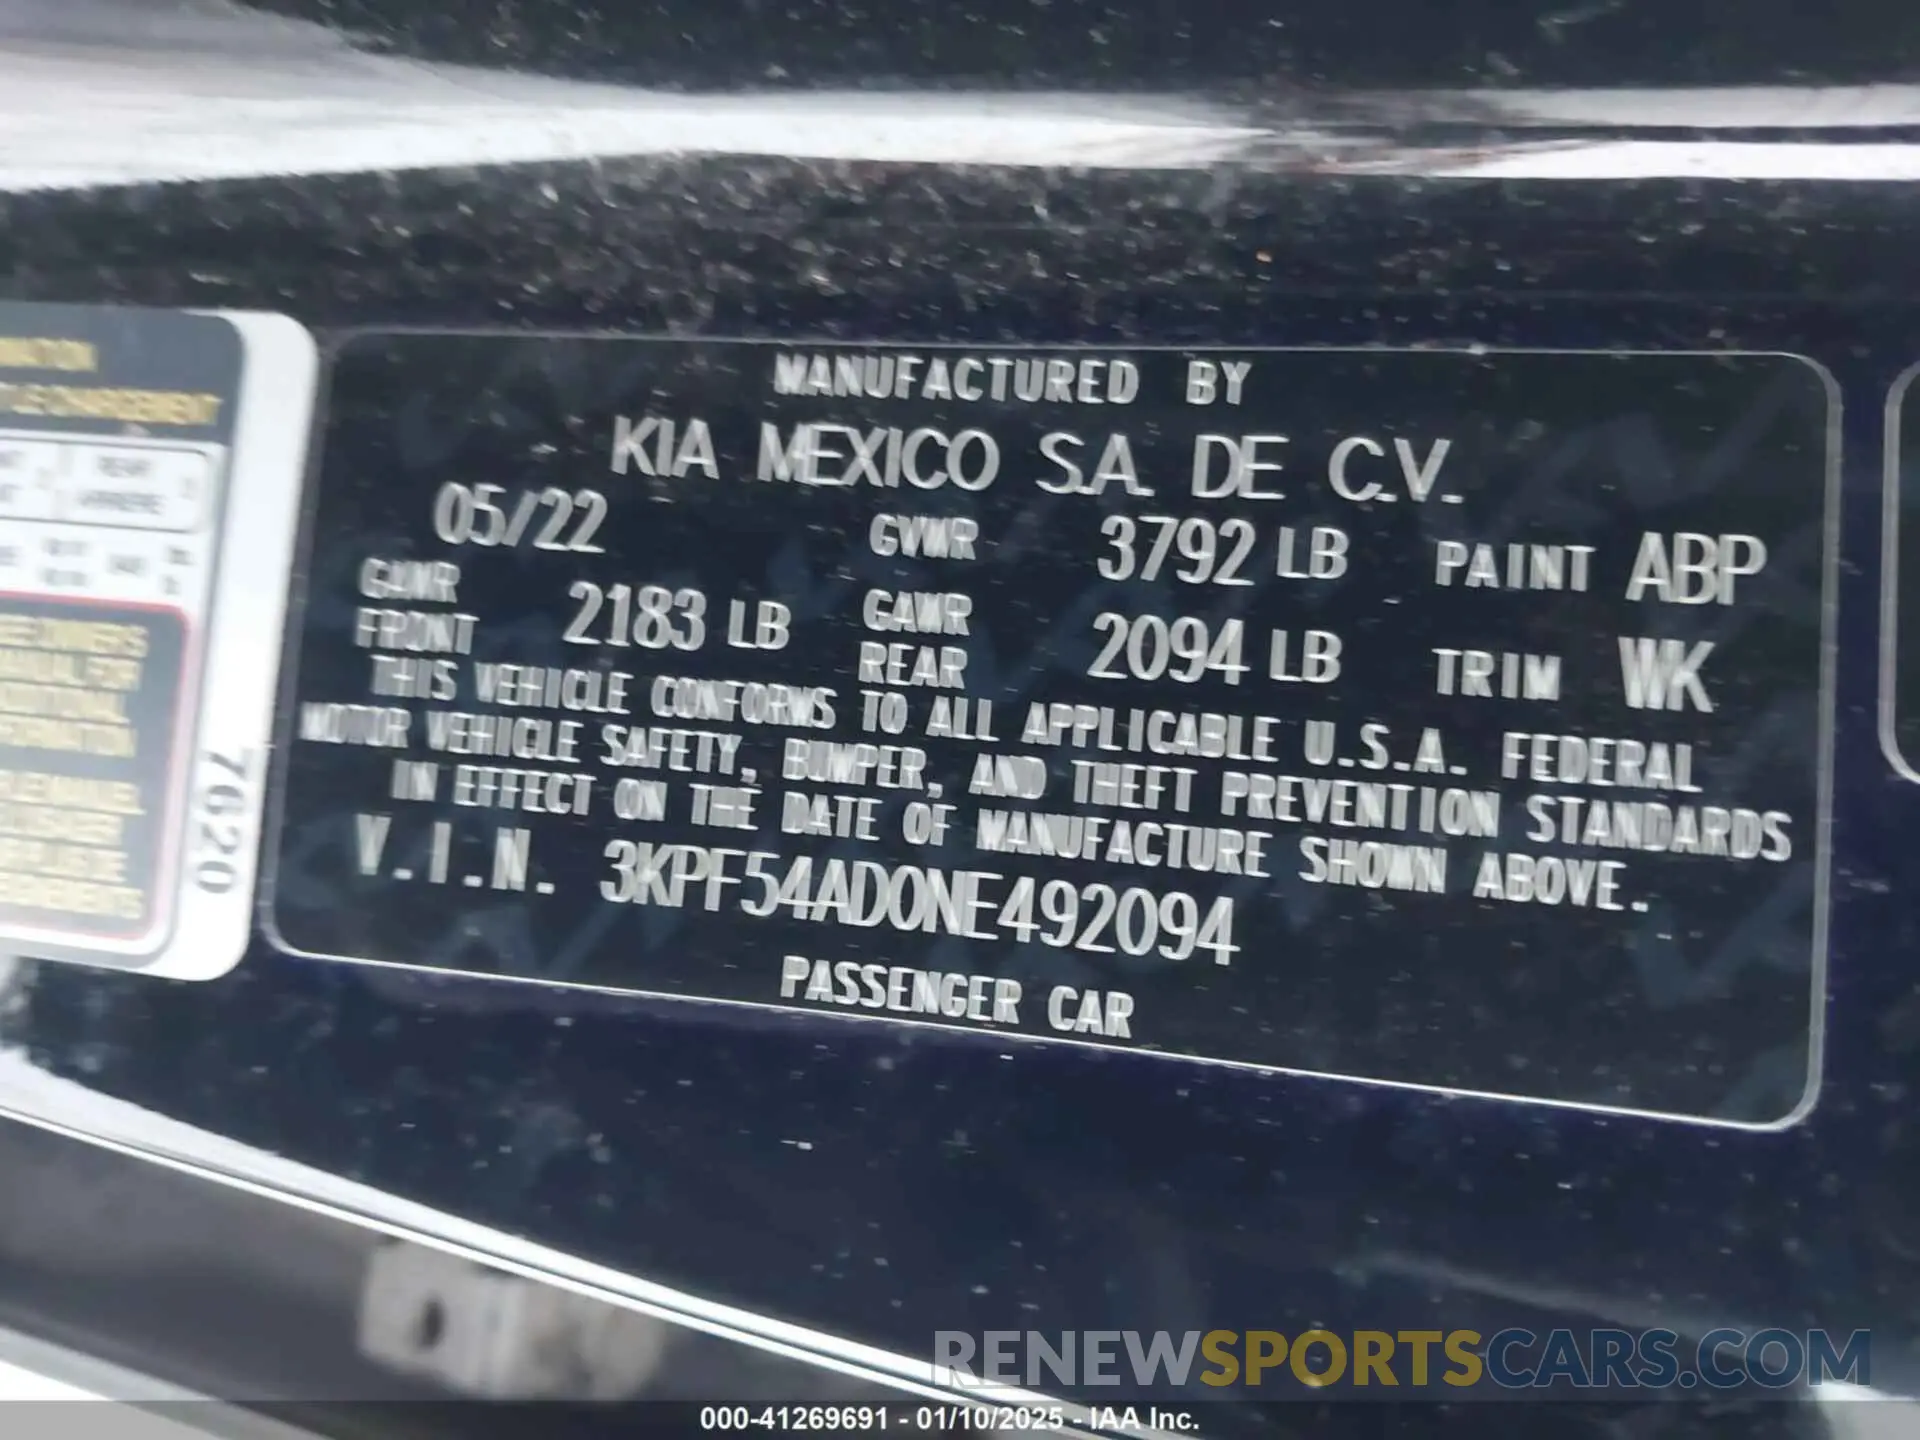 MANUFACTURED BY
KIA MEXICO S.A. DE C.V.
05/22 GVWR 3792 LB PAINT ABP
GAWR FRONT 2183 LB GAWR REAR 2094 LB TRIM WK
THIS VEHICLE CONFORMS TO ALL APPLICABLE U.S.A. FEDERAL
MOTOR VEHICLE SAFETY, BUMPER, AND THEFT PREVENTION STANDARDS
IN EFFECT ON THE DATE OF MANUFACTURE SHOWN ABOVE.
V.I.N. 3KPF54AD0NE492094
PASSENGER CAR
7620
REAR
RENEWSPORTSCARS.COM
000-41269691 - 01/10/2025 - IAA Inc.